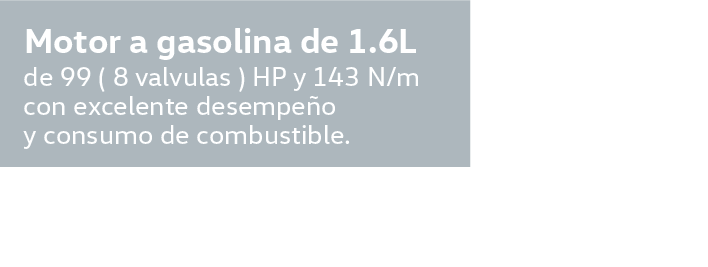 Motor a gasolina de 1.6L
de 99 ( 8 valvulas ) HP y 143 N/m
con excelente desempeño
y consumo de combustible.